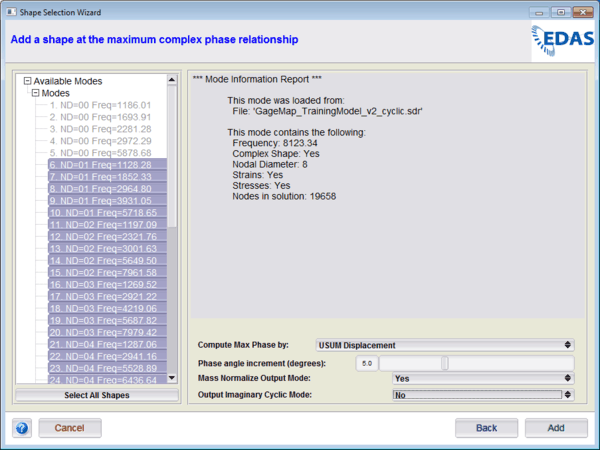 Shape Selection Wizard
Add a shape at the maximum complex phase relationship
EDAS
Available Modes
Modes
1. ND=00 Freq=1186.01
2. ND=00 Freq=1693.91
3. ND=00 Freq=2281.28
4. ND=00 Freq=2972.29
5. ND=00 Freq=5878.68
6. ND=01 Freq=1128.28
7. ND=01 Freq=1852.33
8. ND=01 Freq=2964.80
9. ND=01 Freq=3931.05
10. ND=01 Freq=5718.65
11. ND=02 Freq=1197.09
12. ND=02 Freq=2321.76
13. ND=02 Freq=3001.63
14. ND=02 Freq=5649.50
15. ND=02 Freq=7961.58
16. ND=03 Freq=1269.52
17. ND=03 Freq=2921.22
18. ND=03 Freq=4219.06
19. ND=03 Freq=5687.82
20. ND=03 Freq=7979.42
21. ND=04 Freq=1287.06
22. ND=04 Freq=2941.16
23. ND=04 Freq=5528.89
24. ND=04 Freq=6436.64
Select All Shapes
*** Mode Information Report ***
This mode was loaded from:
File: 'GageMap_TrainingModel_v2_cyclic.sdr'
This mode contains the following:
Frequency: 8123.34
Complex Shape: Yes
Nodal Diameter: 8
Strains: Yes
Stresses: Yes
Nodes in solution: 19658
Compute Max Phase by: USUM Displacement
Phase angle increment (degrees): 5.0
Mass Normalize Output Mode: Yes
Output Imaginary Cyclic Mode: No
? Cancel Back Add